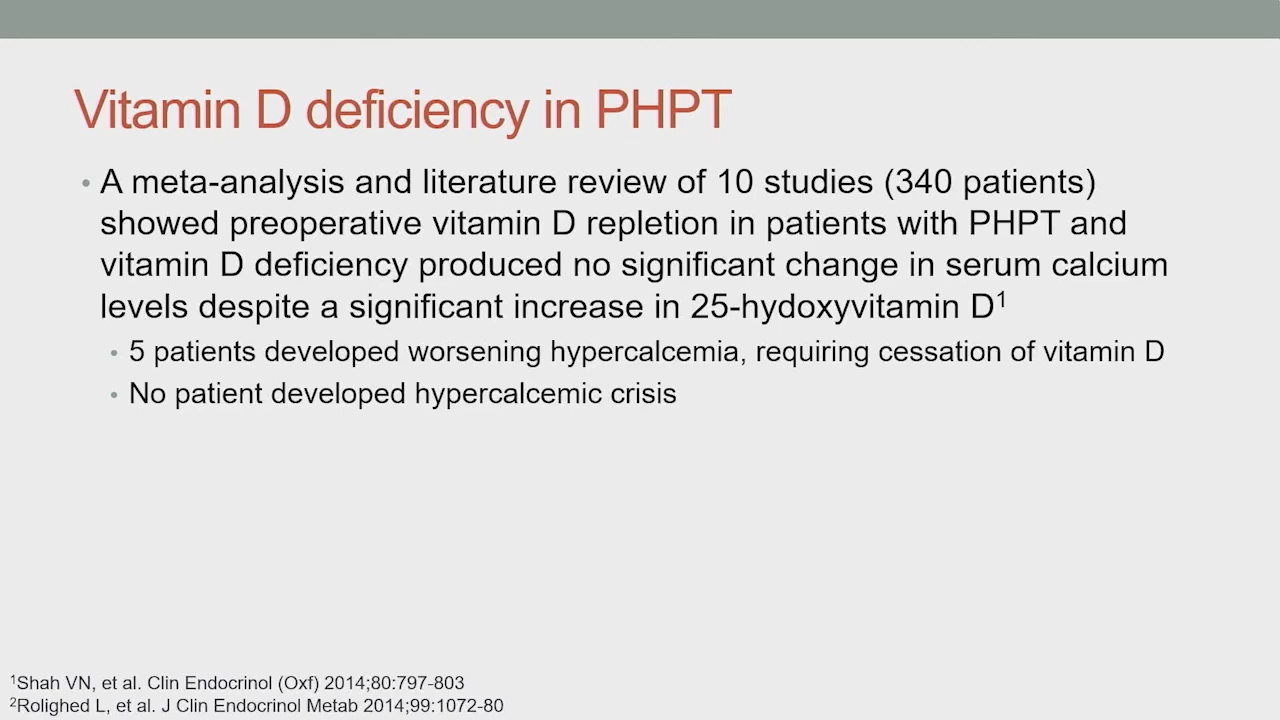 Vitamin D deficiency in PHPT
• A meta-analysis and literature review of 10 studies (340 patients)
showed preoperative vitamin D repletion in patients with PHPT and
vitamin D deficiency produced no significant change in serum calcium
levels despite a significant increase in 25-hydoxyvitamin D¹
• 5 patients developed worsening hypercalcemia, requiring cessation of vitamin D
• No patient developed hypercalcemic crisis
¹Shah VN, et al. Clin Endocrinol (Oxf) 2014;80:797-803
²Rolighed L, et al. J Clin Endocrinol Metab 2014;99:1072-80